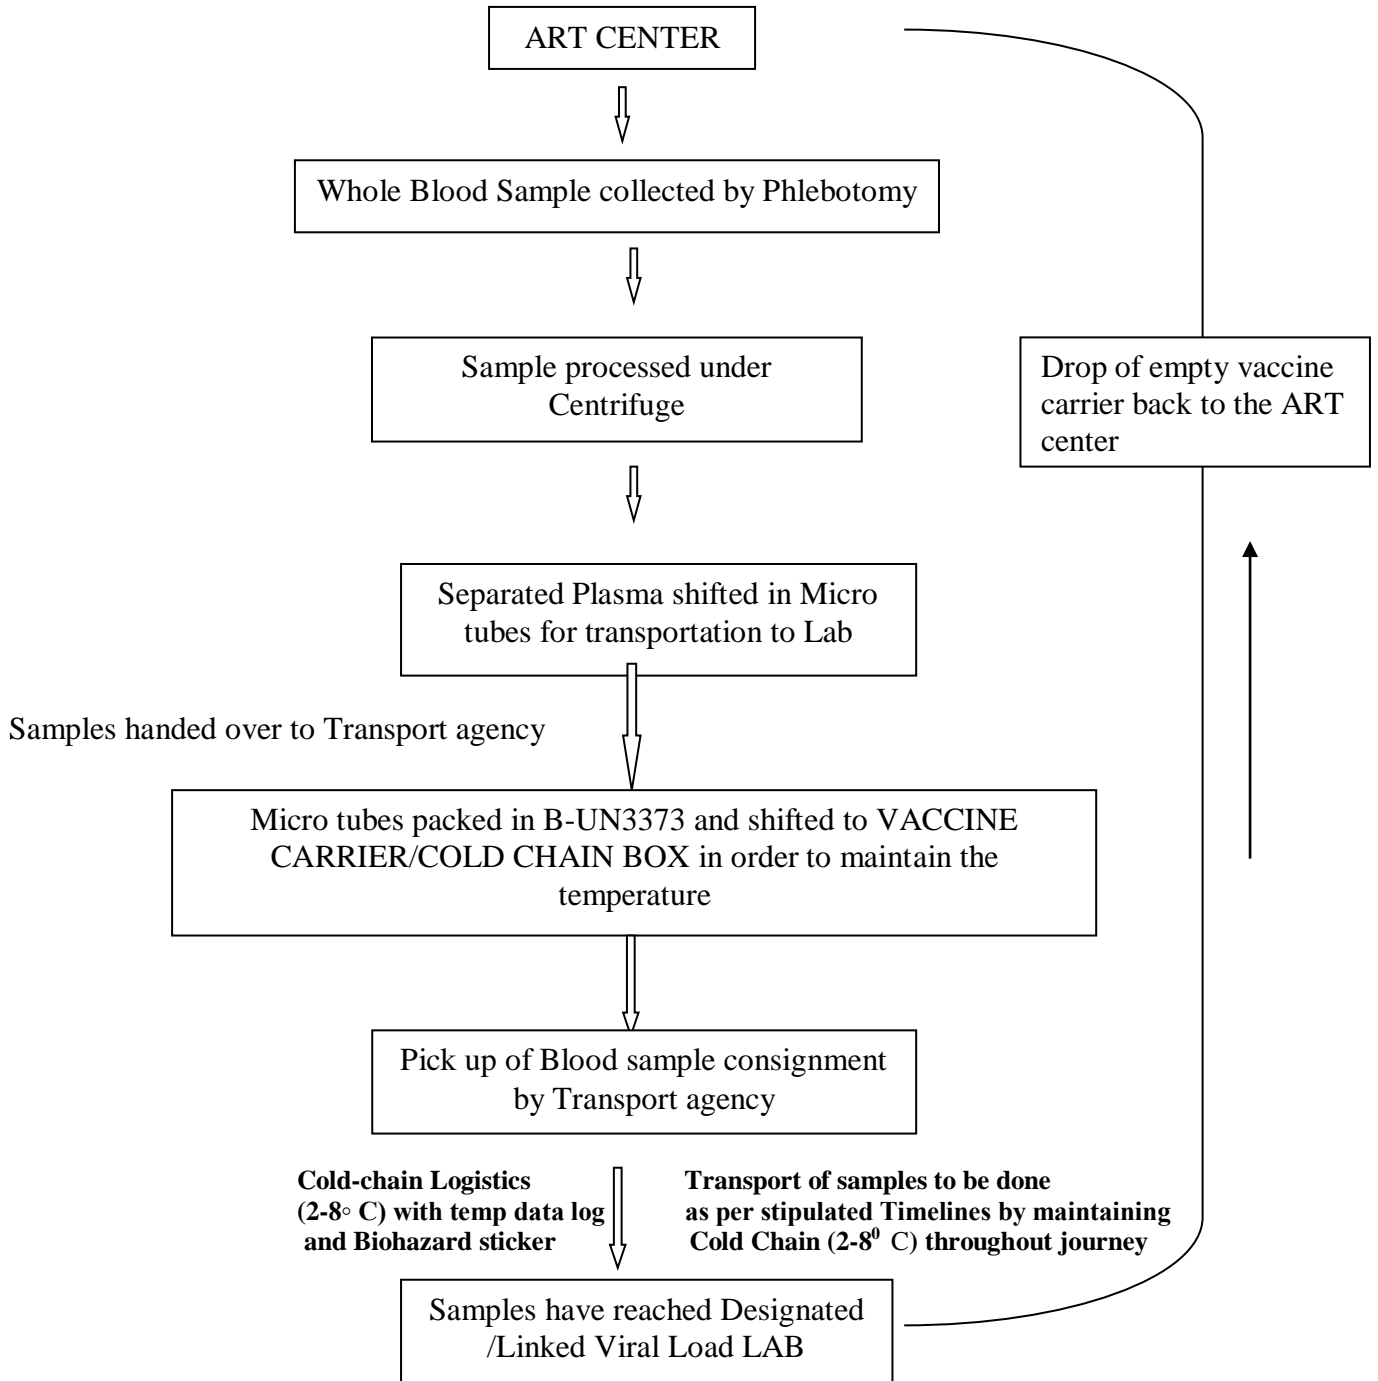 ART CENTER
Whole Blood Sample collected by Phlebotomy
Sample processed under
Centrifuge
Drop of empty vaccine
carrier back to the ART
center
Separated Plasma shifted in Micro
tubes for transportation to Lab
Samples handed over to Transport agency
Micro tubes packed in B-UN3373 and shifted to VACCINE
CARRIER/COLD CHAIN BOX in order to maintain the
temperature
Pick up of Blood sample consignment
by Transport agency
Cold-chain Logistics
(2-8◦ C) with temp data log
and Biohazard sticker
Transport of samples to be done
as per stipulated Timelines by maintaining
Cold Chain (2-8⁰ C) throughout journey
Samples have reached Designated
/Linked Viral Load LAB